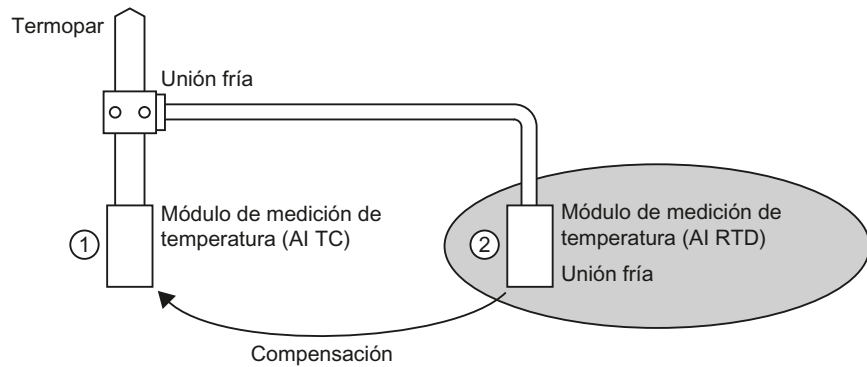 Termopar
Unión fría
Módulo de medición de
temperatura (AI TC)
1
Módulo de medición de
temperatura (AI RTD)
2
Unión fría
Compensación